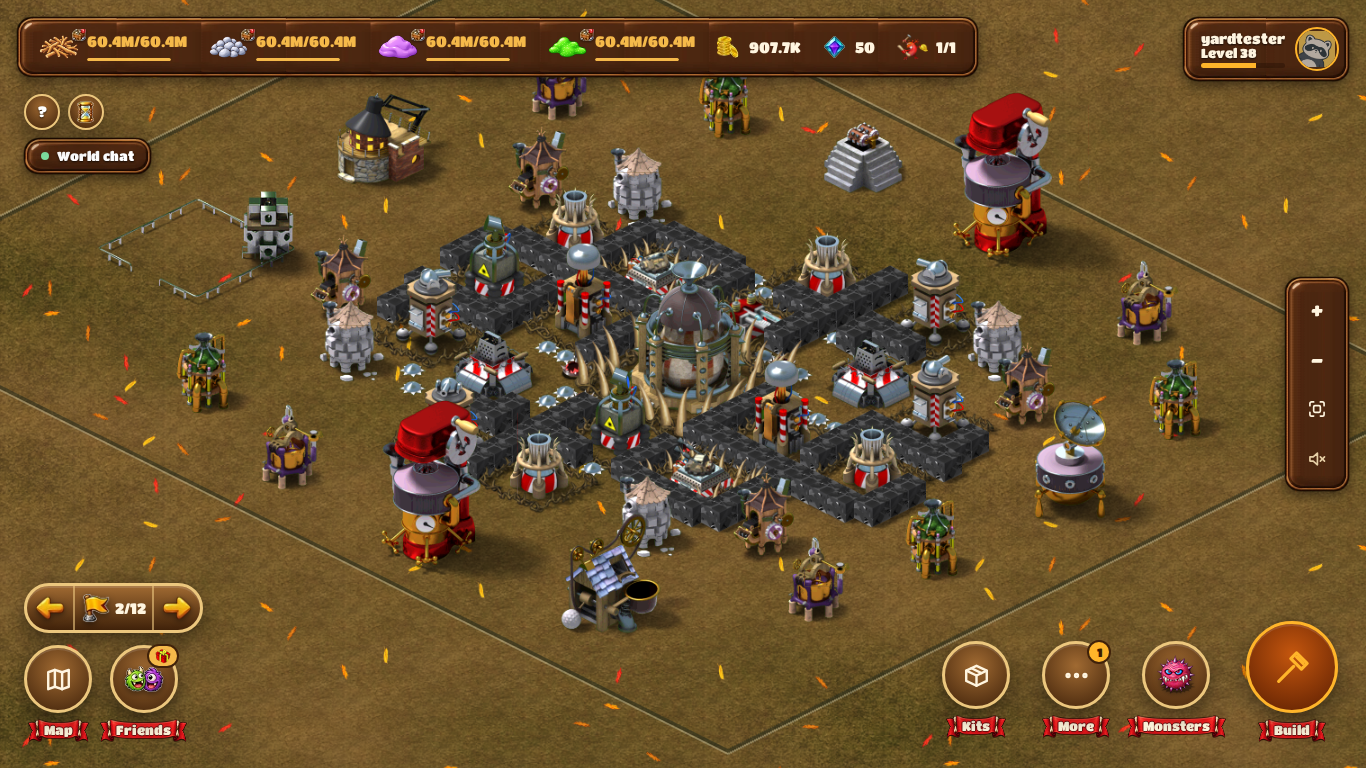 60.4M/60.4M
60.4M/60.4M
60.4M/60.4M
60.4M/60.4M
907.7K
50
1/1
yardtester
Level 38
?
World chat
2/12
Map
Friends
Kits
1
More
Monsters
Build